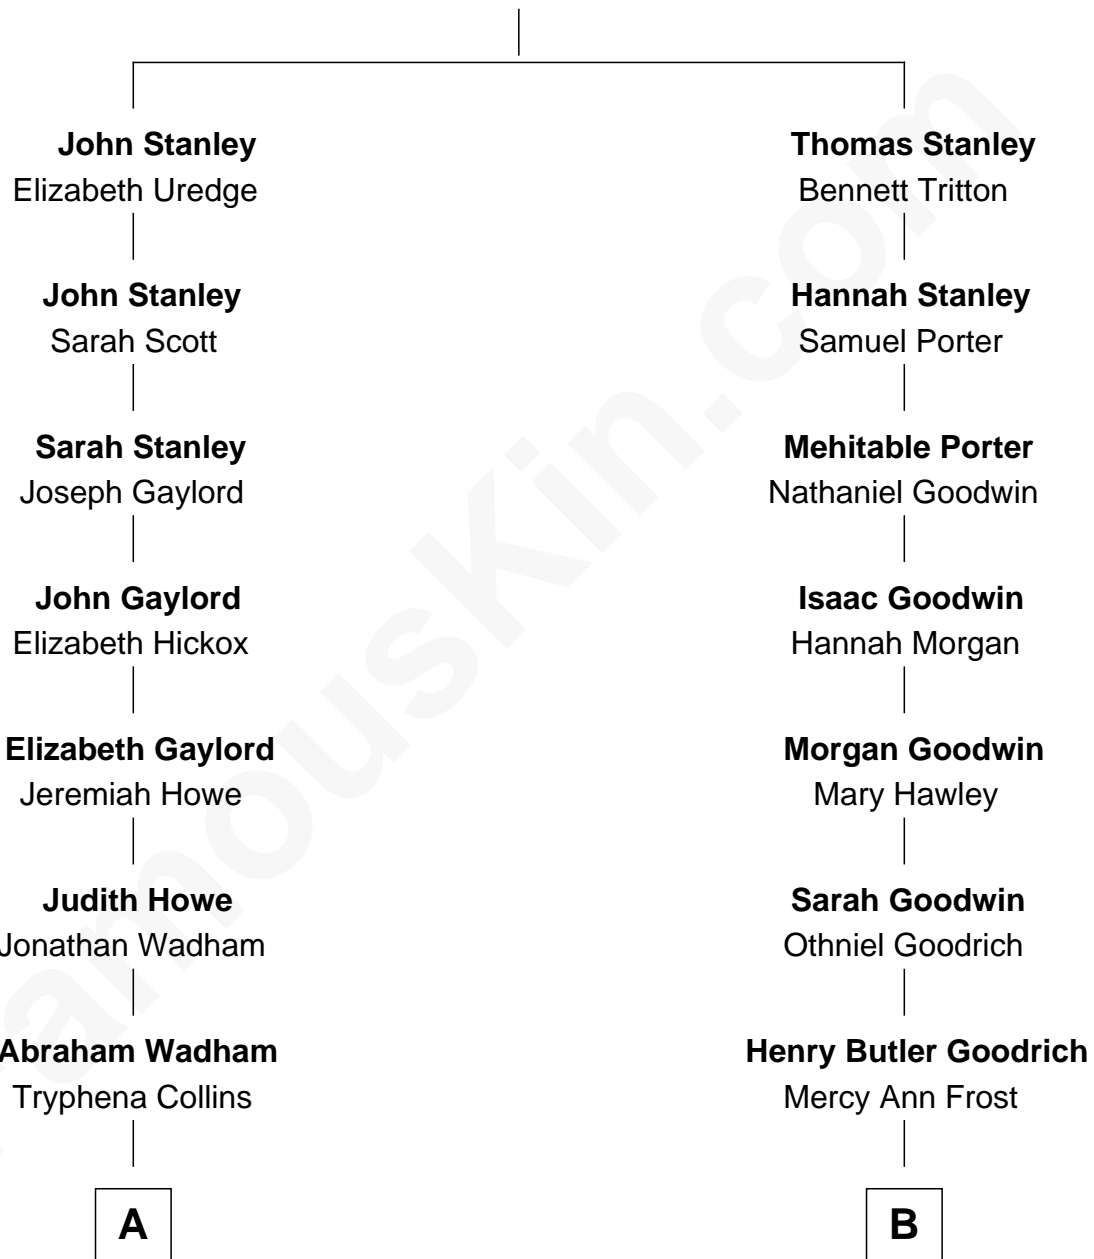 John Stanley
Elizabeth Uredge
Thomas Stanley
Bennett Tritton
John Stanley
Sarah Scott
Hannah Stanley
Samuel Porter
Sarah Stanley
Joseph Gaylord
Mehitable Porter
Nathaniel Goodwin
John Gaylord
Elizabeth Hickox
Isaac Goodwin
Hannah Morgan
Elizabeth Gaylord
Jeremiah Howe
Morgan Goodwin
Mary Hawley
Judith Howe
Jonathan Wadham
Sarah Goodwin
Othniel Goodrich
Abraham Wadham
Tryphena Collins
Henry Butler Goodrich
Mercy Ann Frost
A
B
FamousKin.com